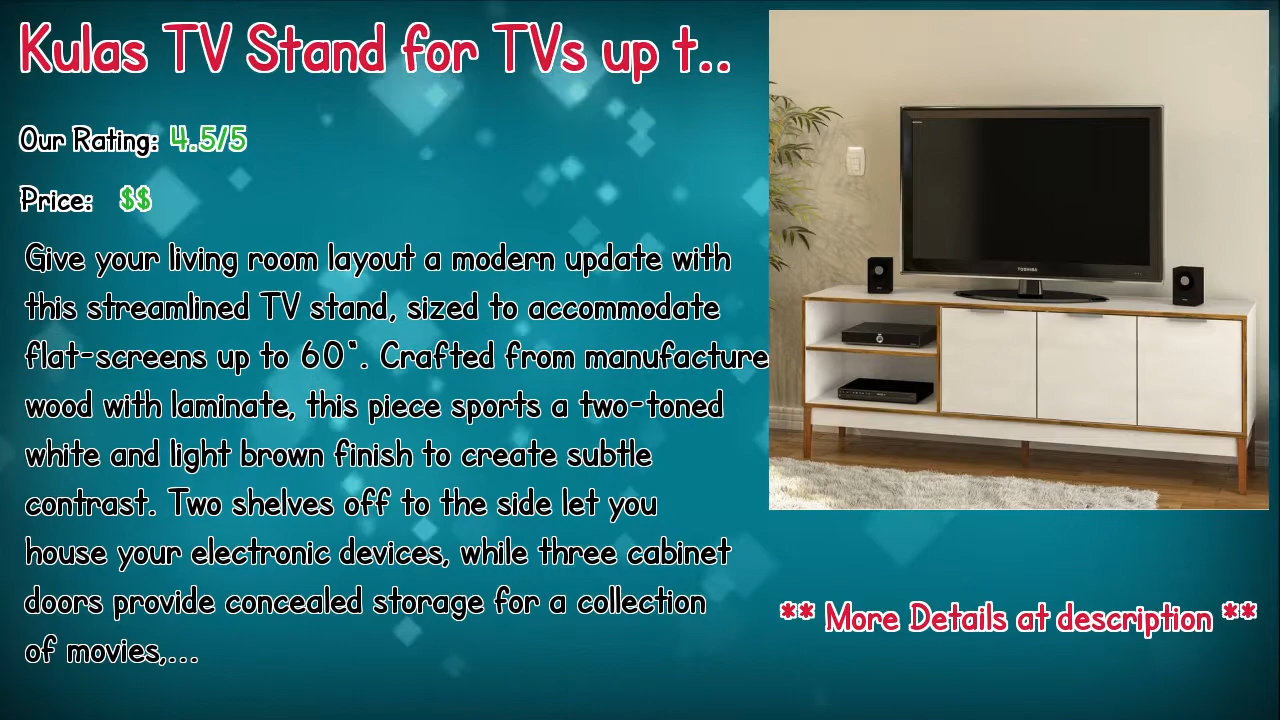 Kulas TV Stand for TVs up t..
Our Rating: 4.5/5
Price: $$
Give your living room layout a modern update with
this streamlined TV stand, sized to accommodate
flat-screens up to 60". Crafted from manufacture
wood with laminate, this piece sports a two-toned
white and light brown finish to create subtle
contrast. Two shelves off to the side let you
house your electronic devices, while three cabinet
doors provide concealed storage for a collection
of movies,...
TOSHIBA
** More Details at description **